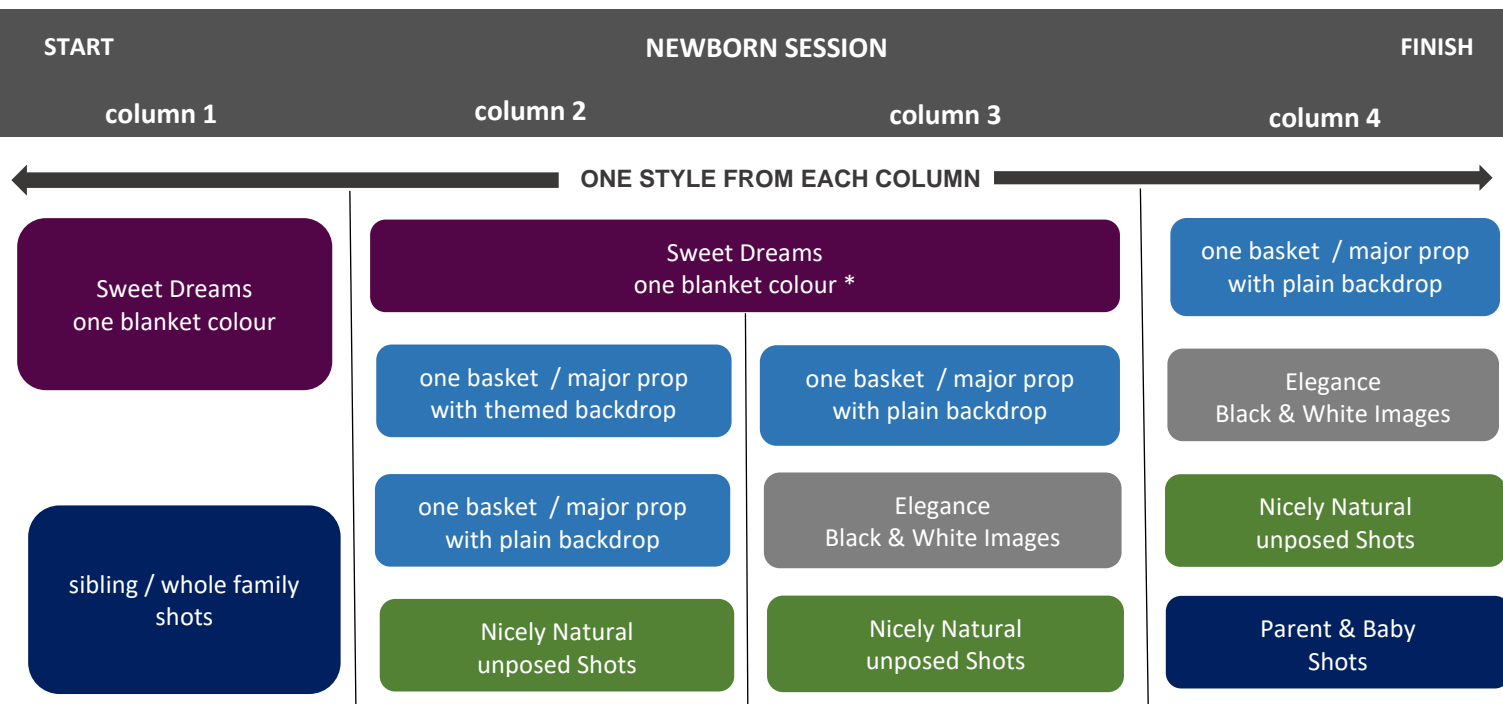 START
NEWBORN SESSION
FINISH
column 1
column 2
column 3
column 4
ONE STYLE FROM EACH COLUMN
Sweet Dreams
one blanket colour
sibling / whole family
shots
Sweet Dreams
one blanket colour *
one basket / major prop
with themed backdrop
one basket / major prop
with plain backdrop
Nicely Natural
unposed Shots
one basket / major prop
with plain backdrop
Elegance
Black & White Images
Nicely Natural
unposed Shots
one basket / major prop
with plain backdrop
Elegance
Black & White Images
Nicely Natural
unposed Shots
Parent & Baby
Shots